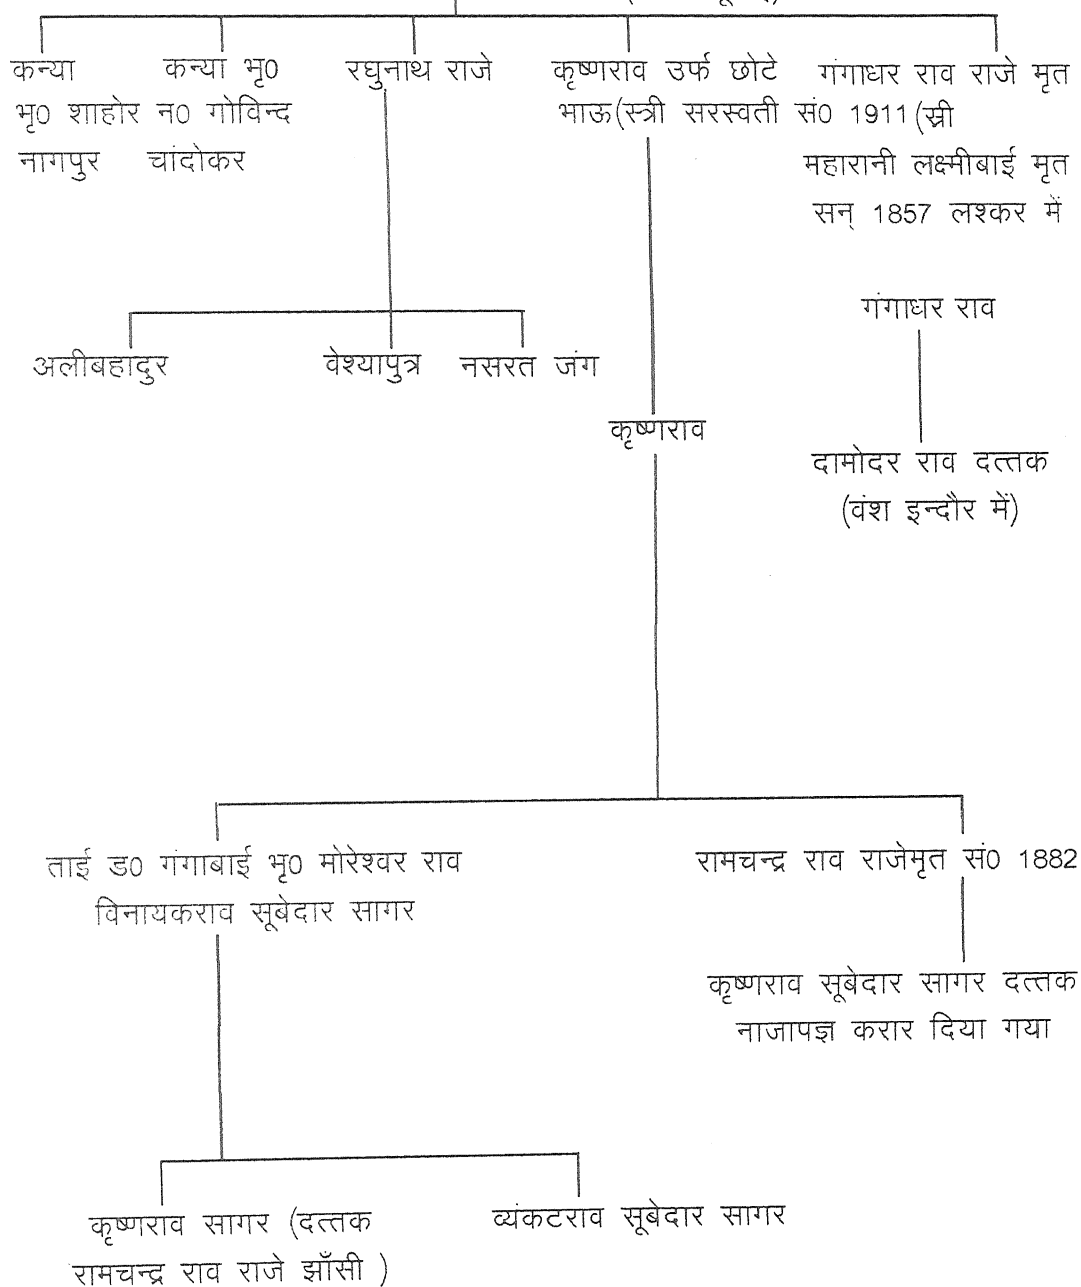 कन्या
भृ0 शाहोर
नागपुर
कन्या भृ0
न0 गोविन्द
चांदोकर
रघुनाथ राजे
कृष्णराव उर्फ छोटे
भाऊ(स्त्री सरस्वती
गंगाधर राव राजे मृत
सं0 1911 (स्री
महारानी लक्ष्मीबाई मृत
सन् 1857 लश्कर में
गंगाधर राव
अलीबहादुर
वेश्यापुत्र
नसरत जंग
कृष्णराव
दामोदर राव दत्तक
(वंश इन्दौर में)
ताई ड0 गंगाबाई भृ0 मोरेश्वर राव
विनायकराव सूबेदार सागर
रामचन्द्र राव राजेमृत सं0 1882
कृष्णराव सूबेदार सागर दत्तक
नाजापज्ञ करार दिया गया
कृष्णराव सागर (दत्तक
रामचन्द्र राव राजे झाँसी )
व्यंकटराव सूबेदार सागर